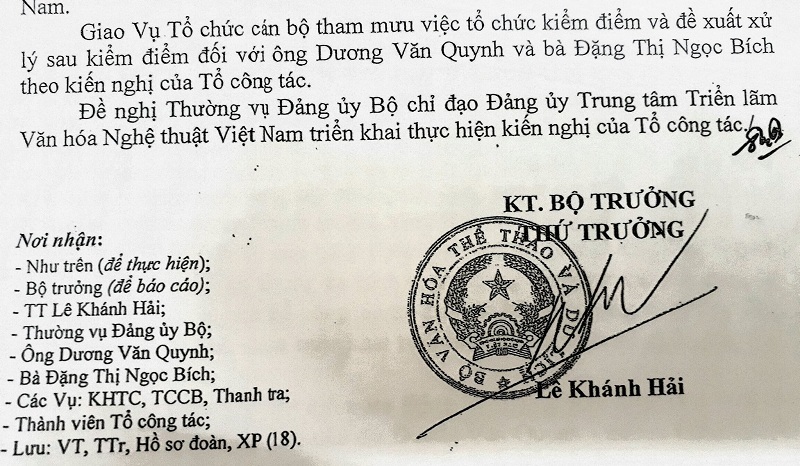 Nam.
Giao Vụ Tổ chức cán bộ tham mưu việc tổ chức kiểm điểm và đề xuất xử
lý sau kiểm điểm đối với ông Dương Văn Quynh và bà Đặng Thị Ngọc Bích
theo kiến nghị của Tổ công tác.
Đề nghị Thường vụ Đảng ủy Bộ chỉ đạo Đảng ủy Trung tâm Triển lãm
Văn hóa Nghệ thuật Việt Nam triển khai thực hiện kiến nghị của Tổ công tác./.
KT. BỘ TRƯỞNG
THỨ TRƯỞNG
BỘ VĂN HÓA THỂ THAO VÀ DU LỊCH
VIỆT NAM
Lê Khánh Hải
Nơi nhận:
- Như trên (để thực hiện);
- Bộ trưởng (để báo cáo);
- TT Lê Khánh Hải;
- Thường vụ Đảng ủy Bộ;
- Ông Dương Văn Quynh;
- Bà Đặng Thị Ngọc Bích;
- Các Vụ: KHTC, TCCB, Thanh tra;
- Thành viên Tổ công tác;
- Lưu: VT, TTr, Hồ sơ đoàn, XP (18).